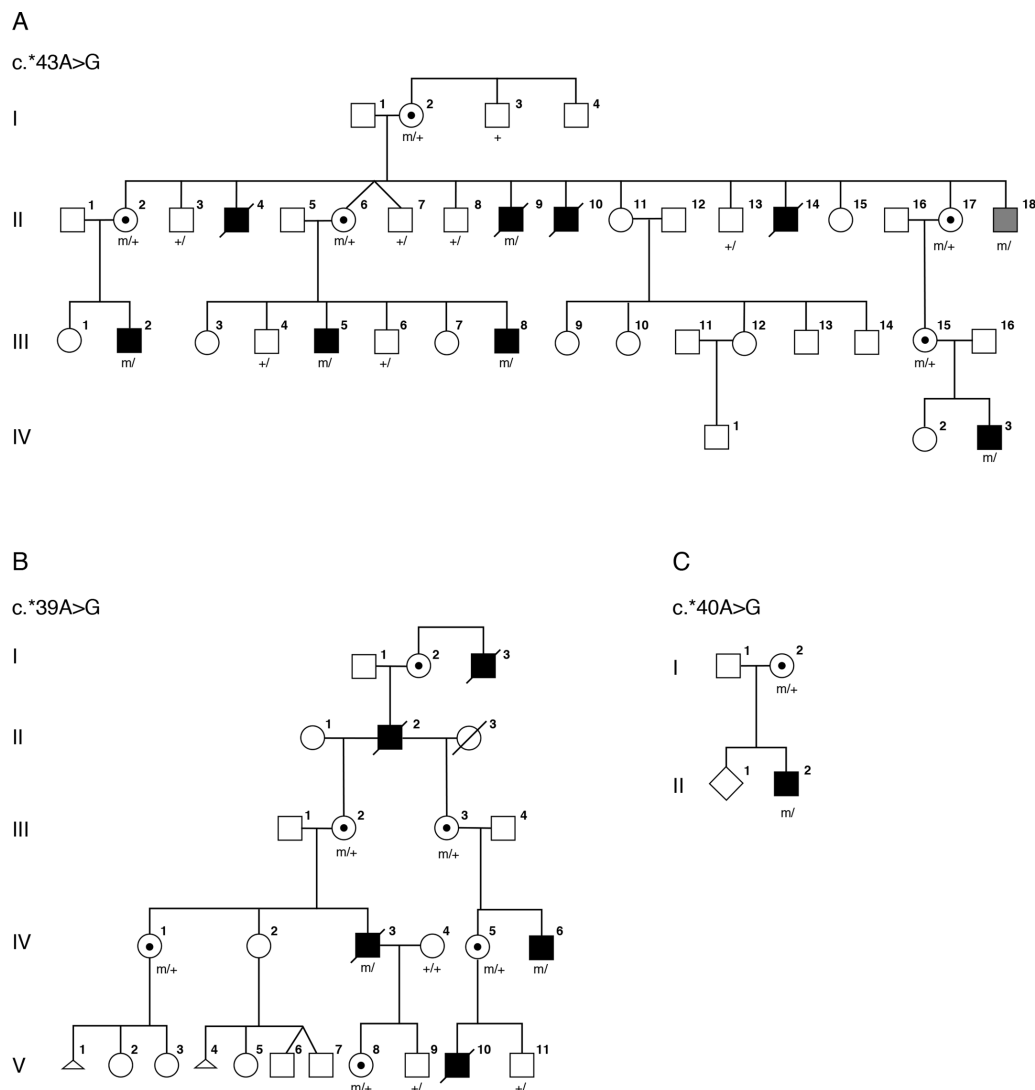 A
c.*43A>G
I
1 2 3 4
m/+ +
II
1 2 3 4 5 6 7 8 9 10 11 12 13 14 15 16 17 18
m/+ +/ m/+ +/ +/ m/ +/ m/+ m/
III
1 2 3 4 5 6 7 8 9 10 11 12 13 14 15 16
m/ +/ m/ +/ m/ m/+
IV
1 2 3
m/
B
c.*39A>G
I
1 2 3
II
1 2 3
III
1 2 3 4
m/+ m/+
IV
1 2 3 4 5 6
m/+ m/ +/+ m/+ m/
V
1 2 3 4 5 6 7 8 9 10 11
m/+ +/ +/
C
c.*40A>G
I
1 2
m/+
II
1 2
m/